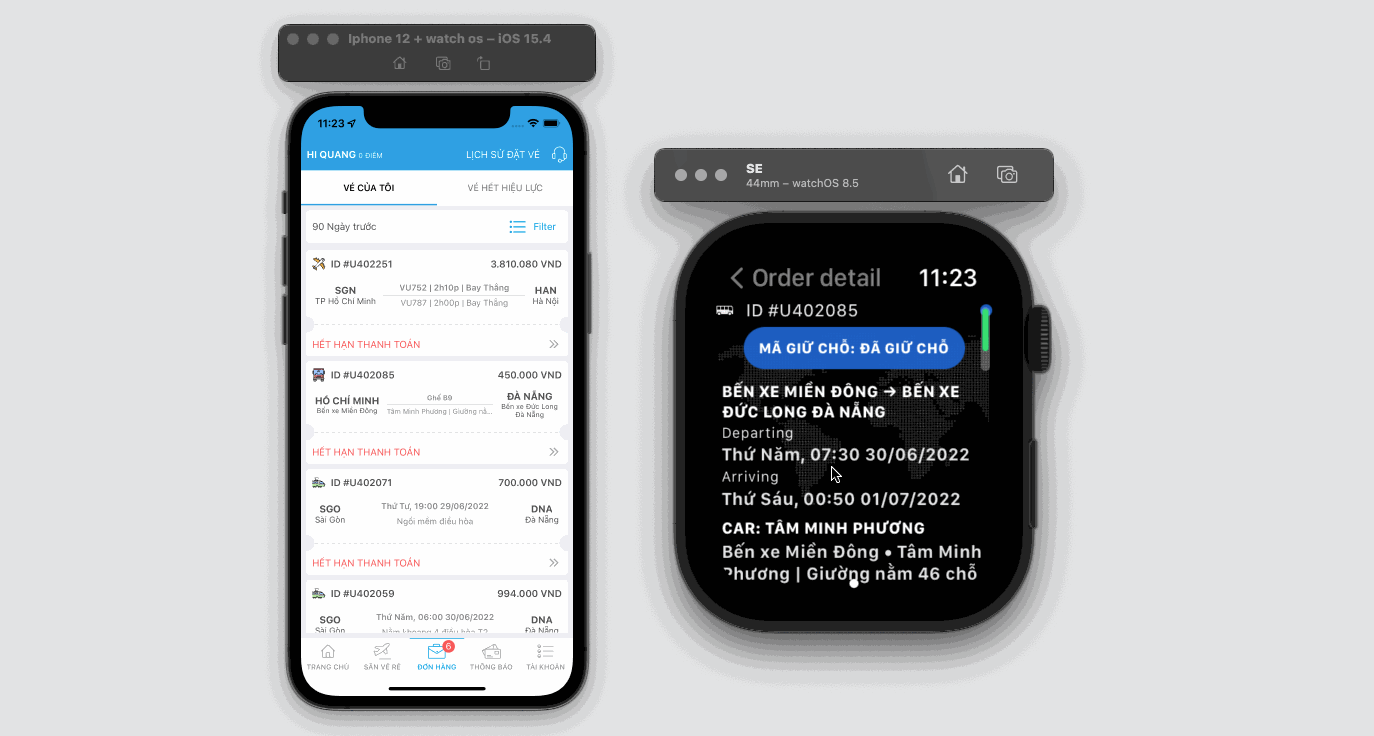 Iphone 12 + watch os – iOS 15.4
11:23
HI QUANG 0 ĐIỂM
LỊCH SỬ ĐẶT VÉ
VÉ CỦA TÔI
VÉ HẾT HIỆU LỰC
90 Ngày trước
Filter
ID #U402251
3.810.080 VND
SGN
TP Hồ Chí Minh
VU752 | 2h10p | Bay Thẳng
VU787 | 2h00p | Bay Thẳng
HAN
Hà Nội
HẾT HẠN THANH TOÁN
ID #U402085
450.000 VND
HỒ CHÍ MINH
Bến xe Miền Đông
Ghế B9
Tâm Minh Phương | Giường nằ...
ĐÀ NẴNG
Bến xe Đức Long
Đà Nẵng
HẾT HẠN THANH TOÁN
ID #U402071
700.000 VND
SGO
Sài Gòn
Thứ Tư, 19:00 29/06/2022
Ngồi mềm điều hòa
DNA
Đà Nẵng
HẾT HẠN THANH TOÁN
ID #U402059
994.000 VND
SGO
Sài Gòn
Thứ Năm, 06:00 30/06/2022
Nằm khoang 4 điều hòa T2
DNA
Đà Nẵng
6
TRANG CHỦ
SĂN VÉ RẺ
ĐƠN HÀNG
THÔNG BÁO
TÀI KHOẢN
SE
44mm – watchOS 8.5
Order detail
11:23
ID #U402085
MÃ GIỮ CHỖ: ĐÃ GIỮ CHỖ
BẾN XE MIỀN ĐÔNG → BẾN XE
ĐỨC LONG ĐÀ NẴNG
Departing
Thứ Năm, 07:30 30/06/2022
Arriving
Thứ Sáu, 00:50 01/07/2022
CAR: TÂM MINH PHƯƠNG
Bến xe Miền Đông • Tâm Minh
Phương | Giường nằm 46 chỗ